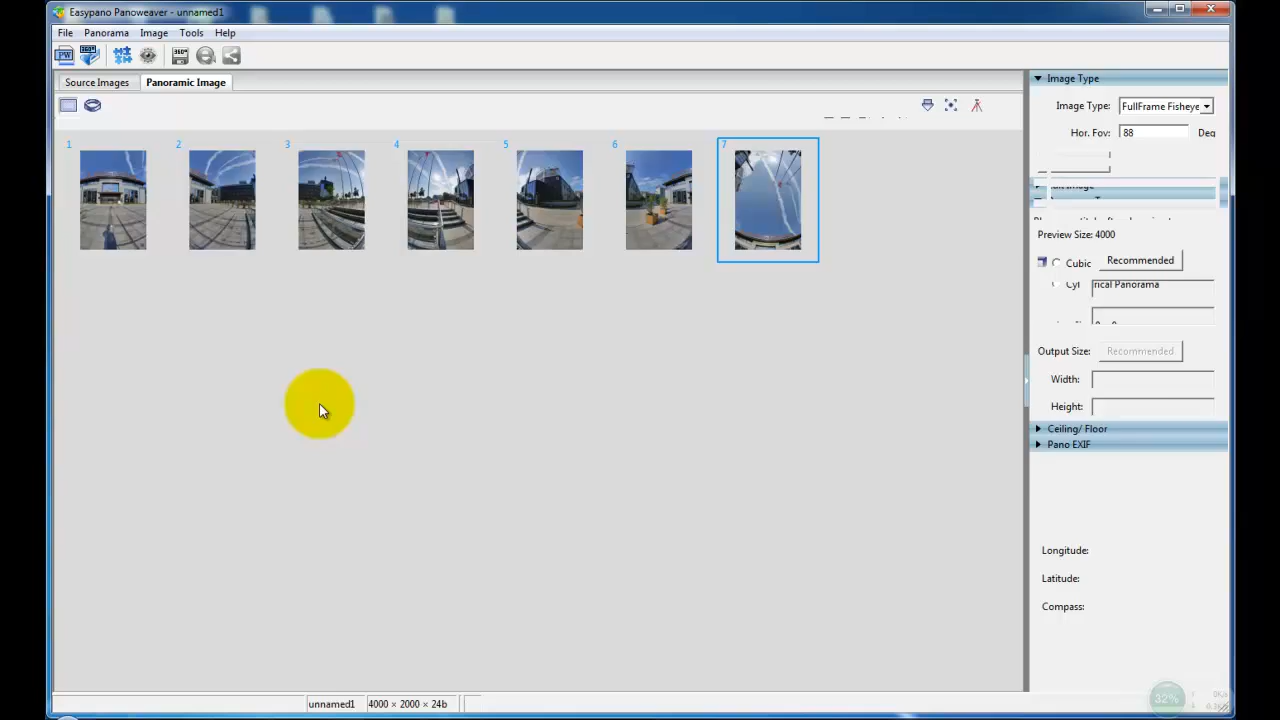 Easypano Panoweaver - unnamed1
File Panorama Image Tools Help
Source Images Panoramic Image
1 2 3 4 5 6 7
Image Type
Image Type: FullFrame Fisheye
Hor. Fov: 88 Deg
Preview Size: 4000
Cubic Recommended
Cyl rical Panorama
Output Size: Recommended
Width:
Height:
Ceiling/ Floor
Pano EXIF
Longitude:
Latitude:
Compass:
unnamed1 4000 × 2000 × 24b
32%